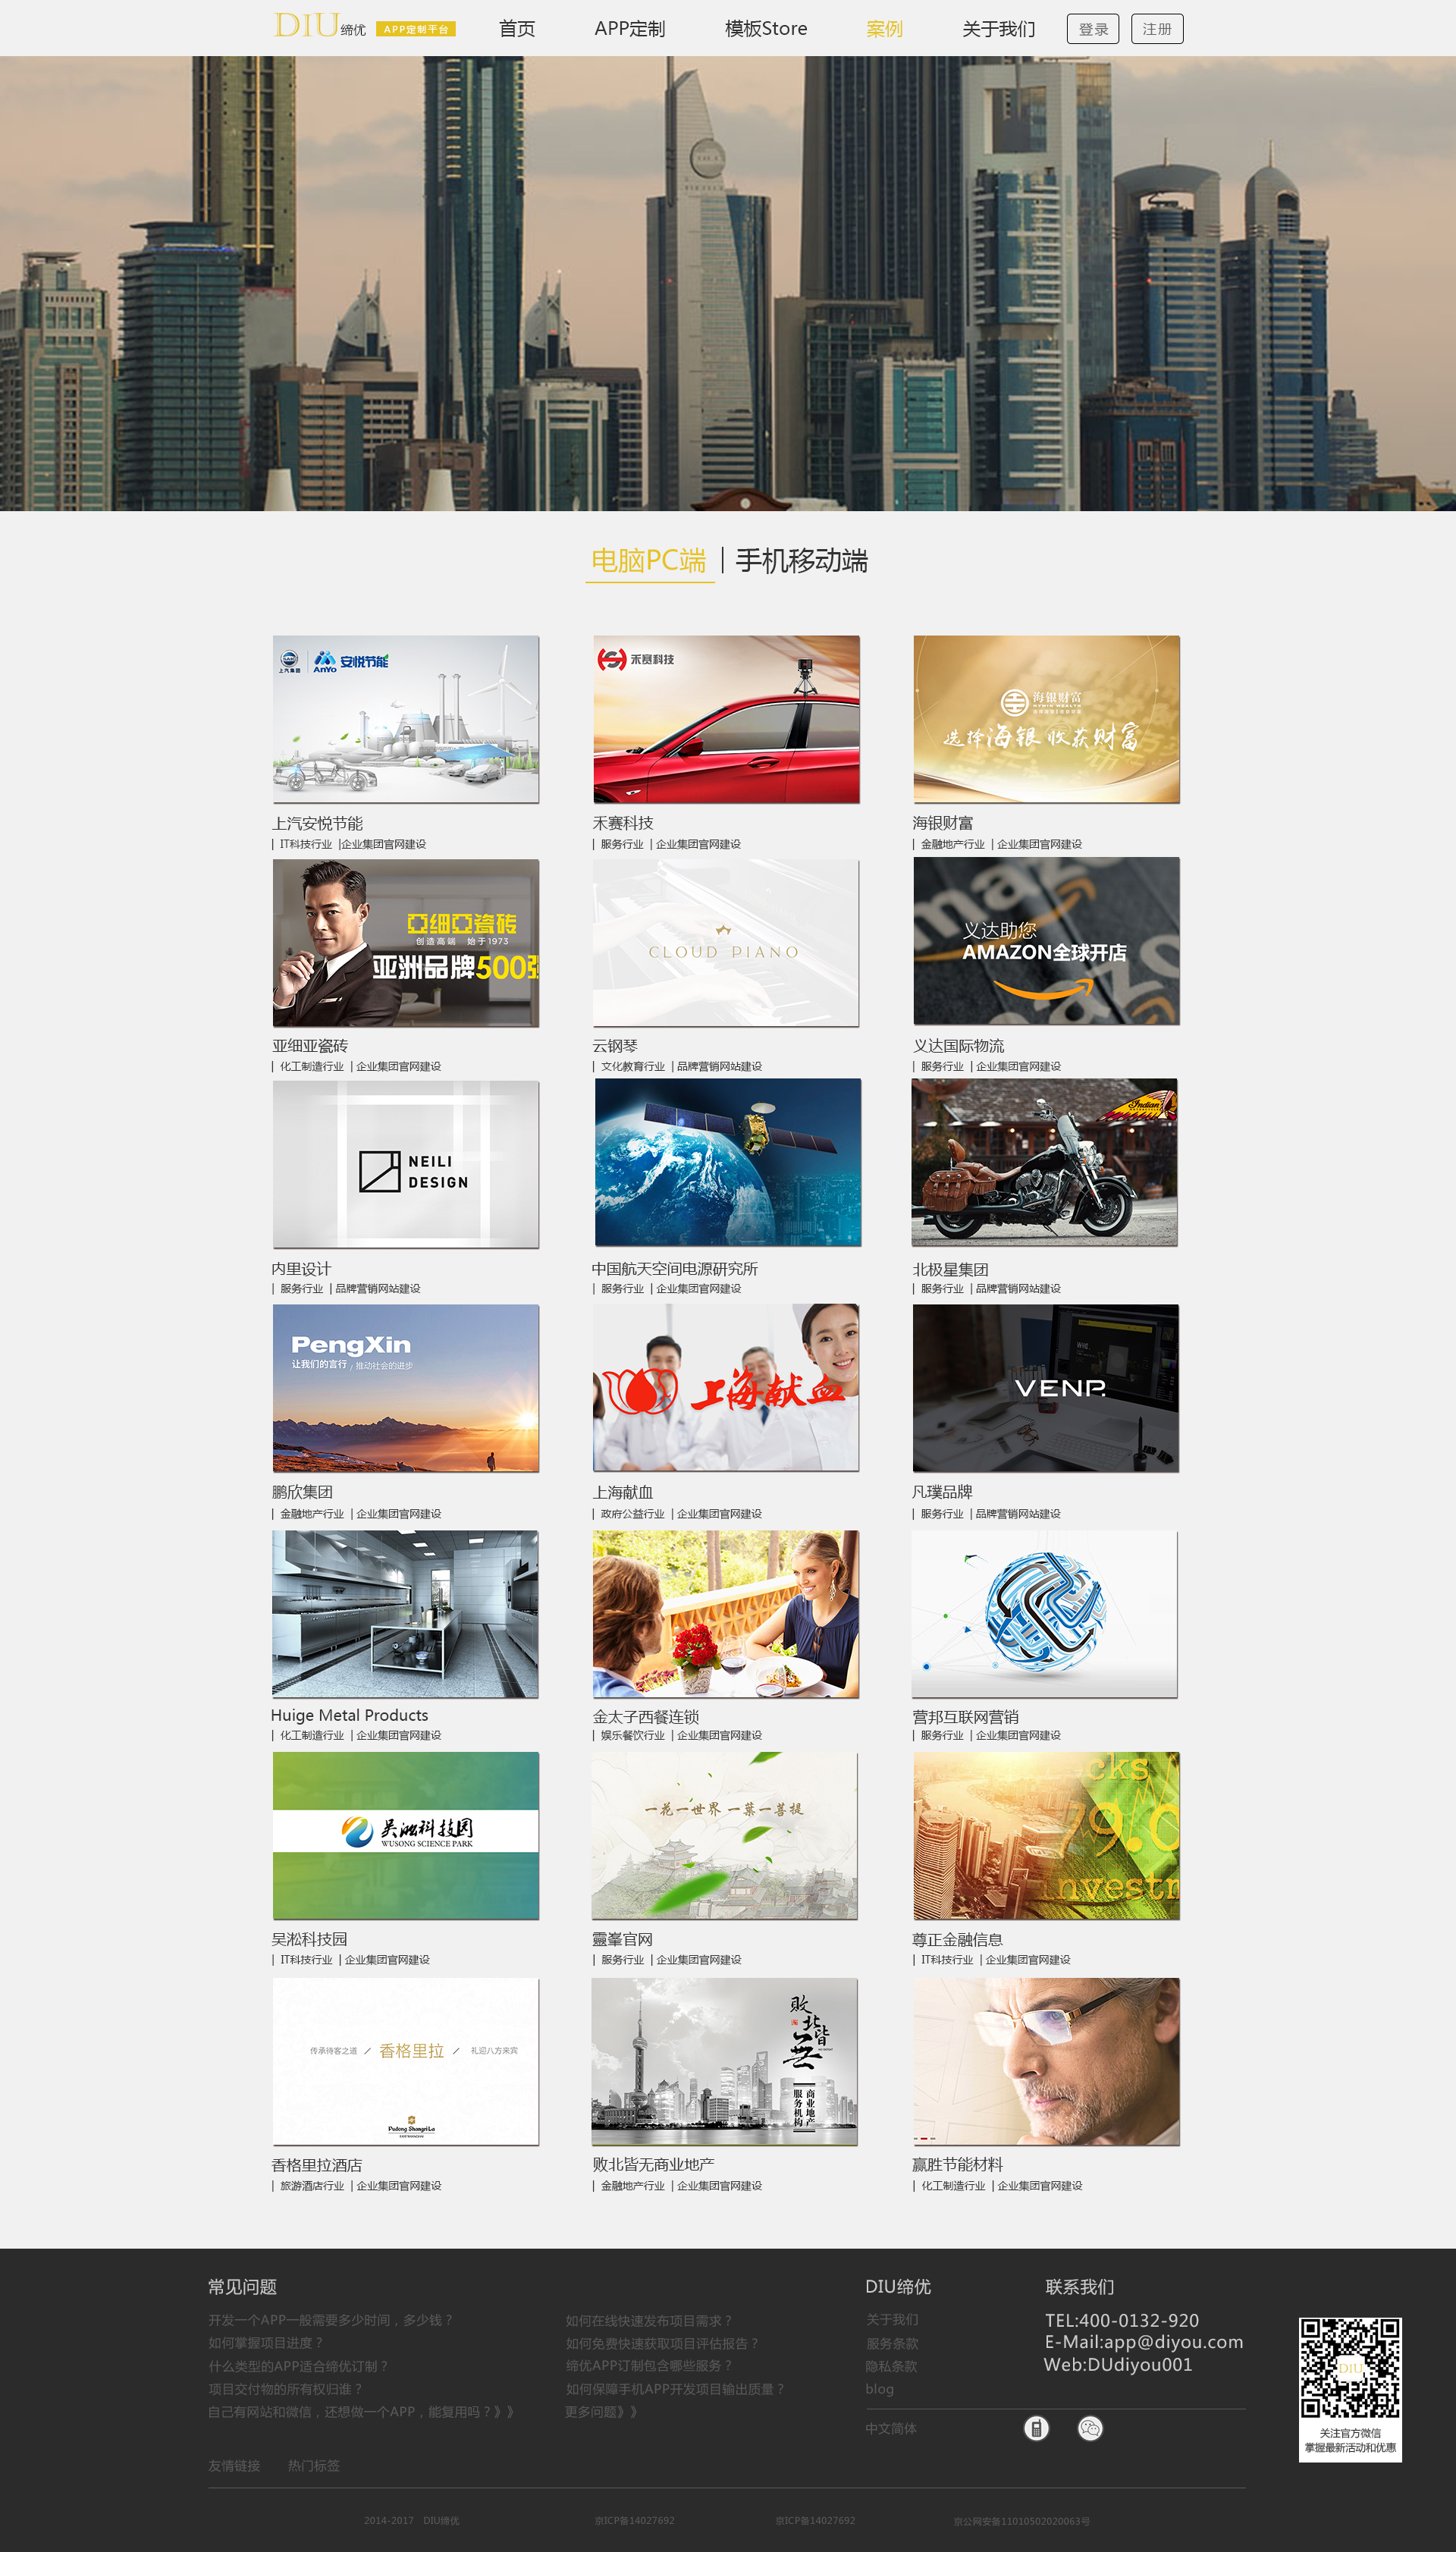 DIU缔优 APP定制平台 首页 APP定制 模板Store 案例 关于我们 登录 注册
电脑PC端 | 手机移动端
上汽集团 AnYo 安悦节能
禾赛科技
海银财富
选择海银 收获财富
上汽安悦节能
| IT科技行业 |企业集团官网建设
禾赛科技
| 服务行业 | 企业集团官网建设
海银财富
| 金融地产行业 | 企业集团官网建设
亞细亞瓷砖
创造高端 始于1973
亚洲品牌500强
CLOUD PIANO
义达助您
AMAZON全球开店
亚细亚瓷砖
| 化工制造行业 | 企业集团官网建设
云钢琴
| 文化教育行业 | 品牌营销网站建设
义达国际物流
| 服务行业 | 企业集团官网建设
NEILI
DESIGN
Indian
内里设计
| 服务行业 | 品牌营销网站建设
中国航天空间电源研究所
| 服务行业 | 企业集团官网建设
北极星集团
| 服务行业 | 品牌营销网站建设
PengXin
让我们的言行 / 推动社会的进步
上海献血
VENP.
鹏欣集团
| 金融地产行业 | 企业集团官网建设
上海献血
| 政府公益行业 | 企业集团官网建设
凡璞品牌
| 服务行业 | 品牌营销网站建设
Huige Metal Products
| 化工制造行业 | 企业集团官网建设
金太子西餐连锁
| 娱乐餐饮行业 | 企业集团官网建设
营邦互联网营销
| 服务行业 | 企业集团官网建设
吴淞科技园
WUSONG SCIENCE PARK
一花一世界 一葉一菩提
cks
79.0
nvestm
吴淞科技园
| IT科技行业 | 企业集团官网建设
靈峯官网
| 服务行业 | 企业集团官网建设
尊正金融信息
| IT科技行业 | 企业集团官网建设
传承待客之道 / 香格里拉 / 礼迎八方来宾
Pudong Shangri-La
敗北皆無
商业地产
服务机构
香格里拉酒店
| 旅游酒店行业 | 企业集团官网建设
败北皆无商业地产
| 金融地产行业 | 企业集团官网建设
赢胜节能材料
| 化工制造行业 | 企业集团官网建设
常见问题
开发一个APP一般需要多少时间，多少钱？
如何掌握项目进度？
什么类型的APP适合缔优订制？
项目交付物的所有权归谁？
自己有网站和微信，还想做一个APP，能复用吗？》》
如何在线快速发布项目需求？
如何免费快速获取项目评估报告？
缔优APP订制包含哪些服务？
如何保障手机APP开发项目输出质量？
更多问题》》
DIU缔优
关于我们
服务条款
隐私条款
blog
中文简体
联系我们
TEL:400-0132-920
E-Mail:app@diyou.com
Web:DUdiyou001
DIU
关注官方微信
掌握最新活动和优惠
友情链接 热门标签
2014-2017 DIU缔优 京ICP备14027692 京ICP备14027692 京公网安备11010502020063号